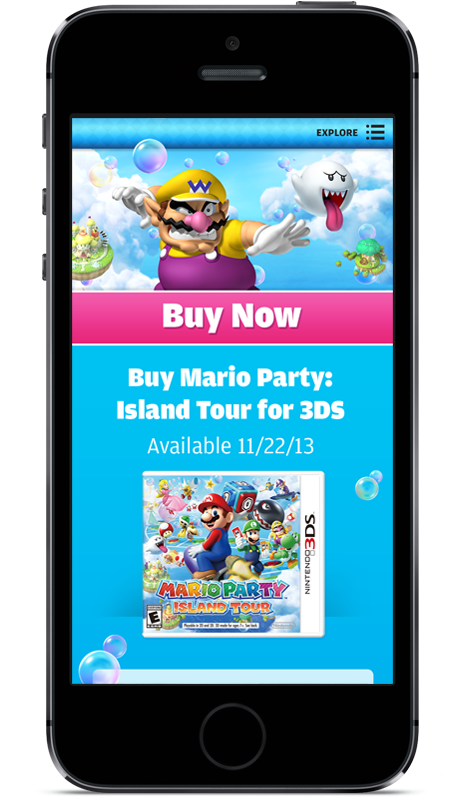 EXPLORE
W
Buy Now
Buy Mario Party:
Island Tour for 3DS
Available 11/22/13
NINTENDO 3DS
MARIO PARTY
ISLAND TOUR
E